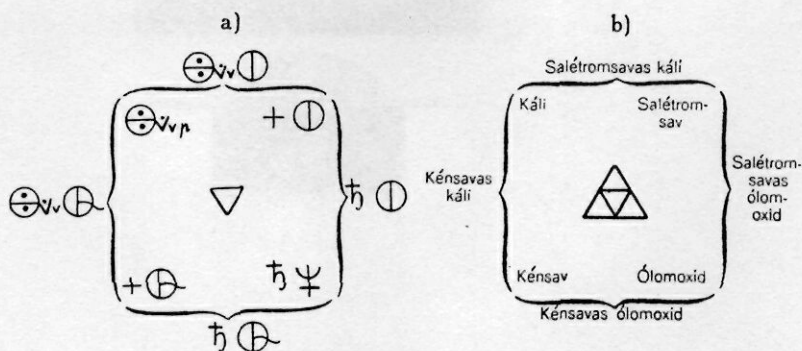 a)
b)
Salétromsavas káli
Káli
Salétrom-
sav
Kénsavas
káli
Salétrom-
savas
ólom-
oxid
Kénsav
Ólomoxid
Kénsavas ólomoxid